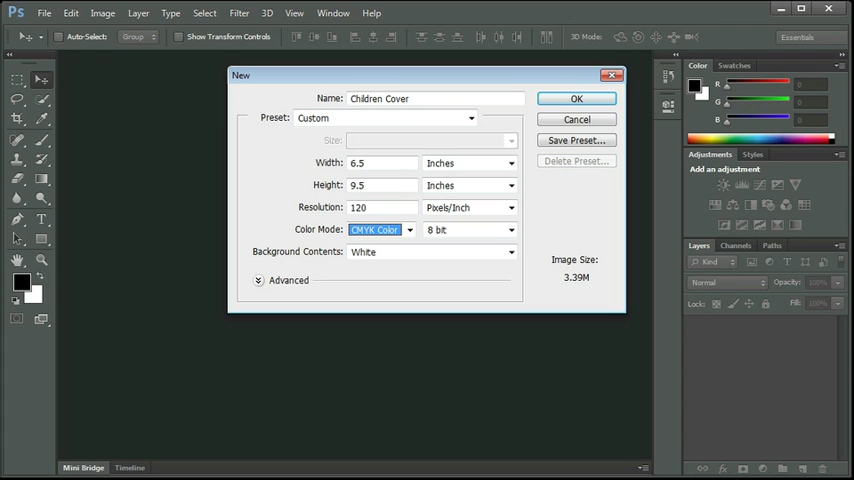 Ps File Edit Image Layer Type Select Filter 3D View Window Help
Auto-Select: Group Show Transform Controls 3D Mode: Essentials
New
Name: Children Cover OK
Preset: Custom Cancel
Size: Save Preset...
Width: 6.5 Inches Delete Preset...
Height: 9.5 Inches
Resolution: 120 Pixels/Inch
Color Mode: CMYK Color 8 bit
Background Contents: White
Image Size:
3.39M
Advanced
Color Swatches
R 0
G 0
B 0
Adjustments Styles
Add an adjustment
Layers Channels Paths
Kind
Normal Opacity: 100%
Lock: Fill: 100%
Mini Bridge Timeline